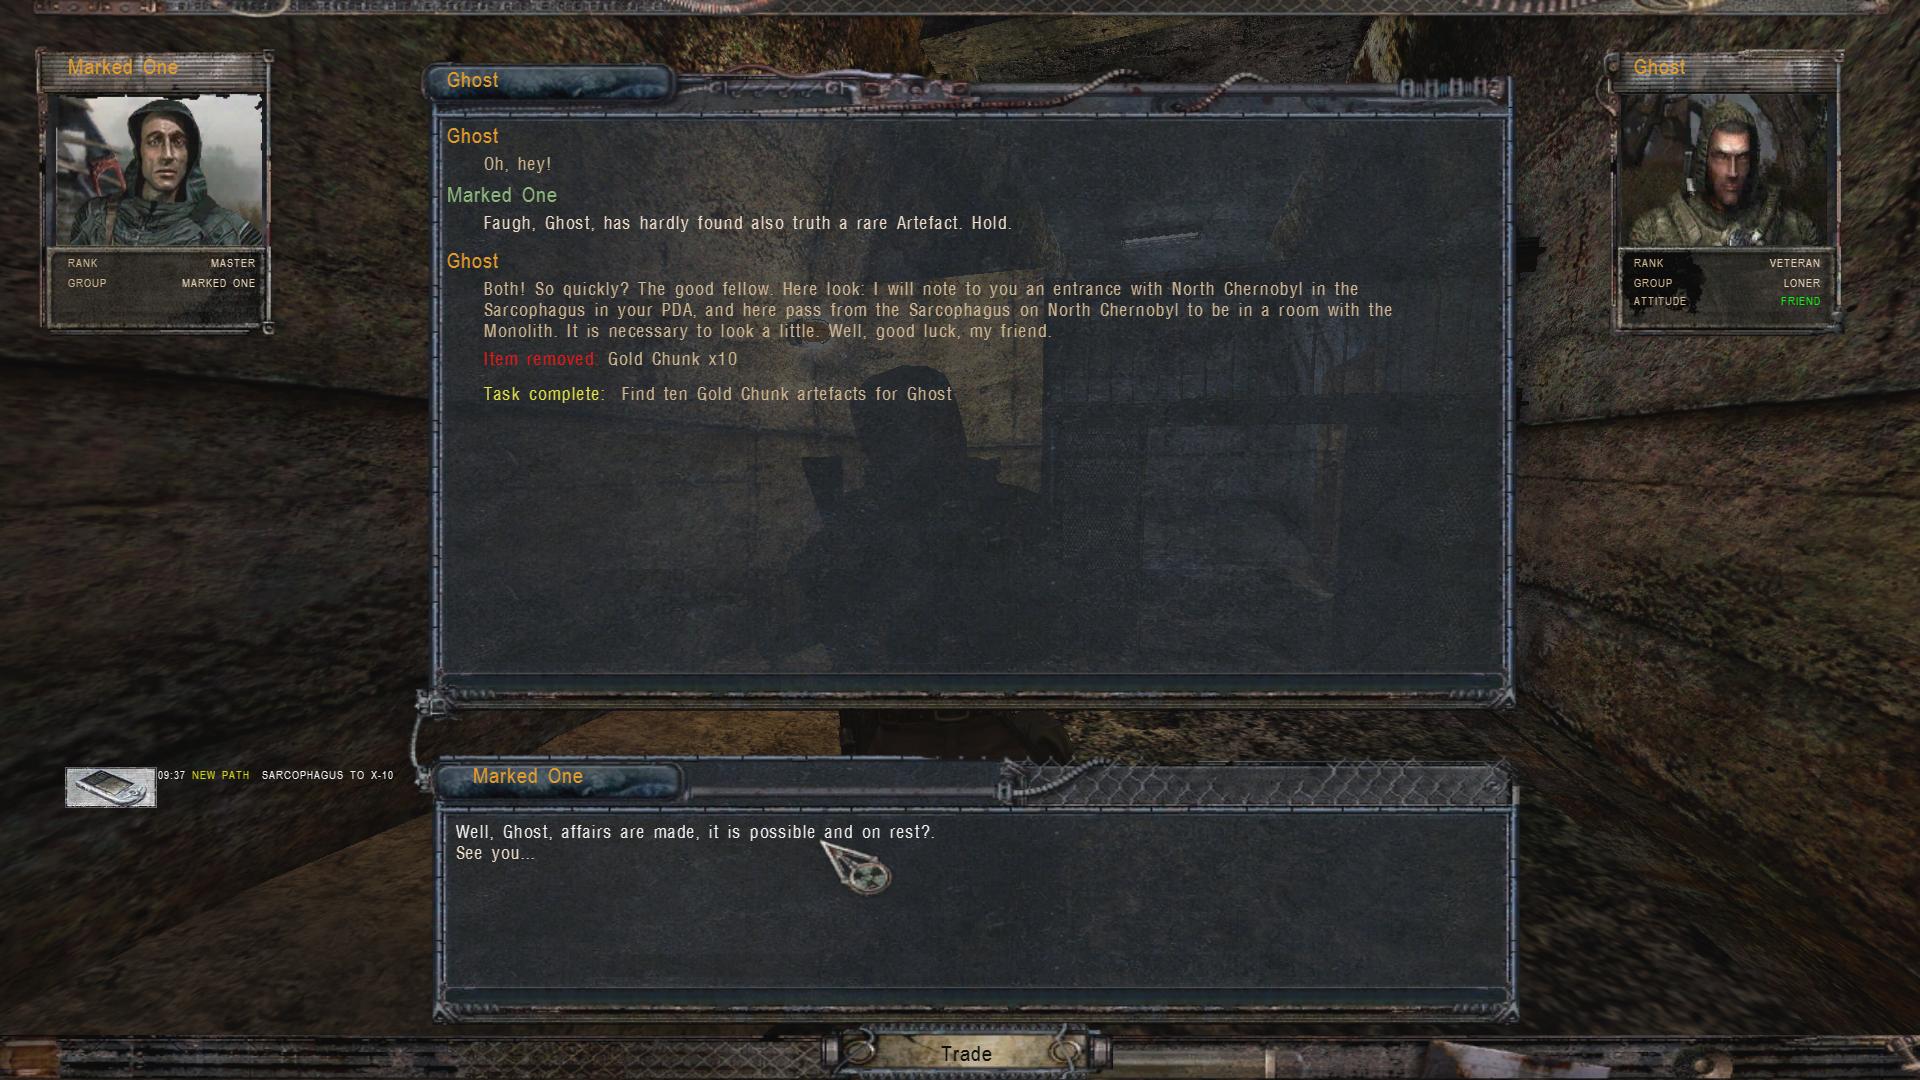 Marked One
RANK MASTER
GROUP MARKED ONE
Ghost
Ghost
Oh, hey!
Marked One
Faugh, Ghost, has hardly found also truth a rare Artefact. Hold.
Ghost
Both! So quickly? The good fellow. Here look: I will note to you an entrance with North Chernobyl in the
Sarcophagus in your PDA, and here pass from the Sarcophagus on North Chernobyl to be in a room with the
Monolith. It is necessary to look a little. Well, good luck, my friend.
Item removed: Gold Chunk x10
Task complete: Find ten Gold Chunk artefacts for Ghost
Ghost
RANK VETERAN
GROUP LONER
ATTITUDE FRIEND
09:37 NEW PATH SARCOPHAGUS TO X-10
Marked One
Well, Ghost, affairs are made, it is possible and on rest?.
See you...
Trade